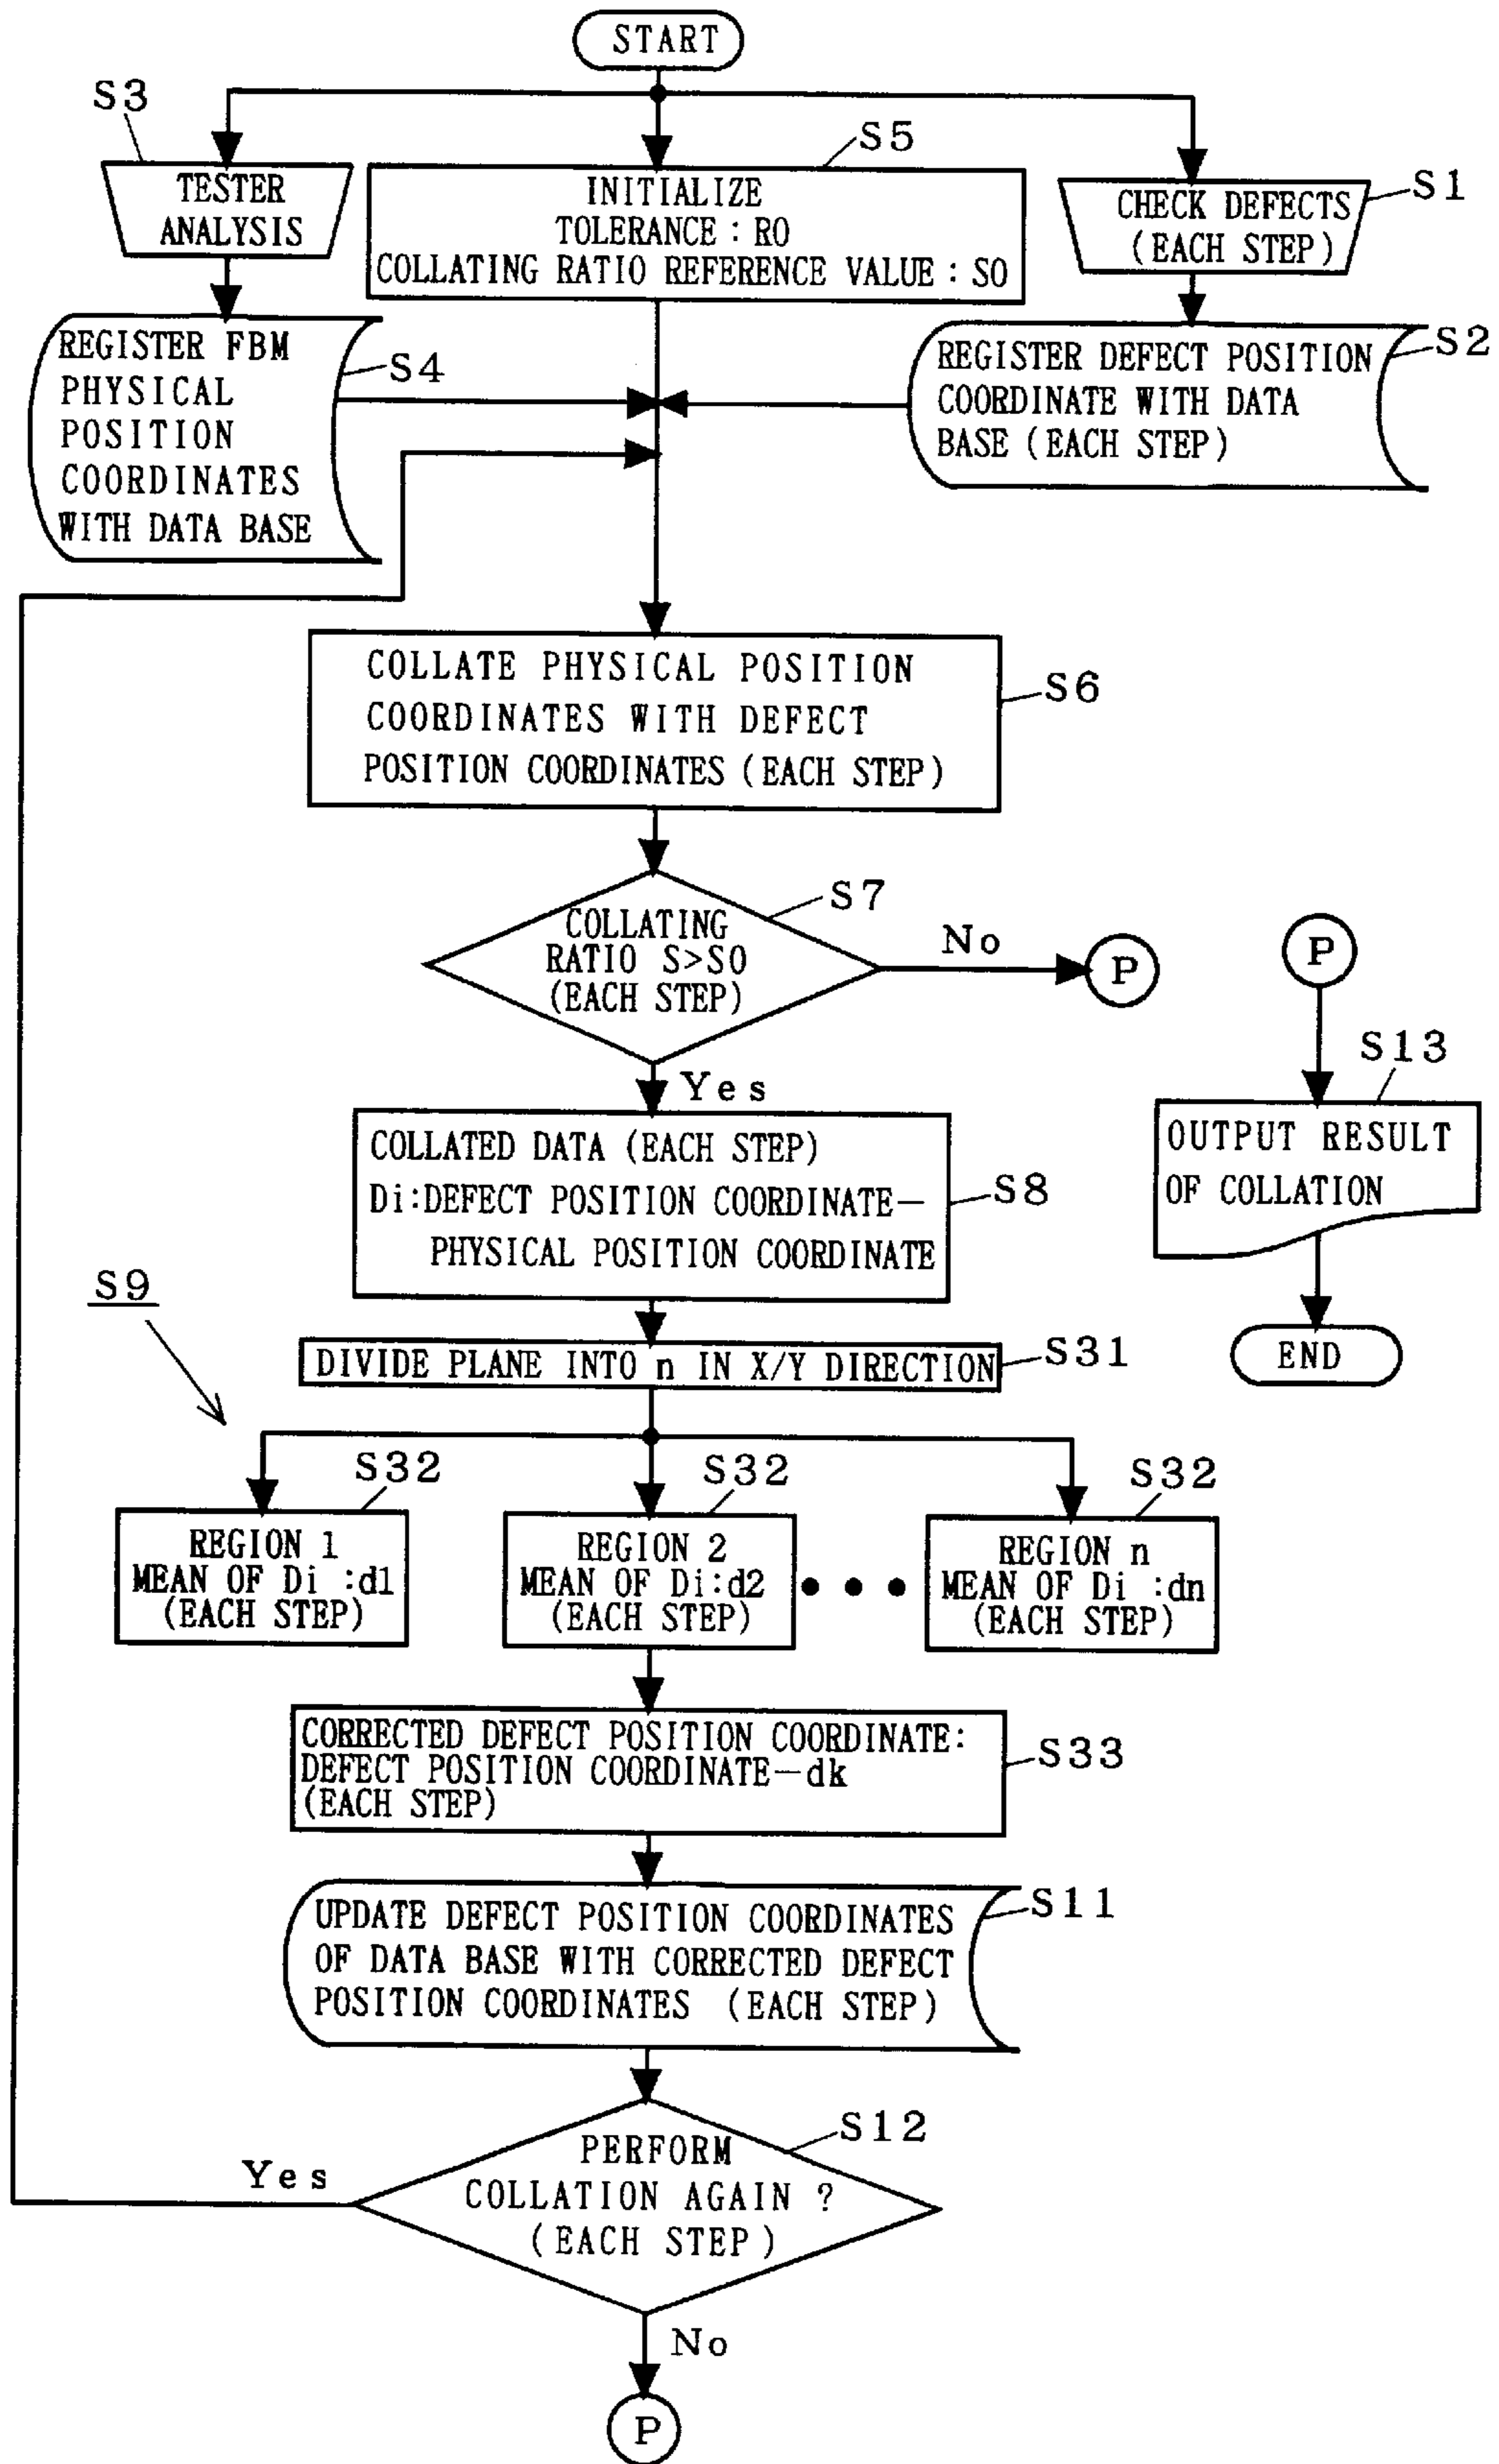 START
S3
S5
S1
TESTER
ANALYSIS
INITIALIZE
TOLERANCE : R0
COLLATING RATIO REFERENCE VALUE : S0
CHECK DEFECTS
(EACH STEP)
REGISTER FBM
PHYSICAL
POSITION
COORDINATES
WITH DATA BASE
S4
REGISTER DEFECT POSITION
COORDINATE WITH DATA
BASE (EACH STEP)
S2
COLLATE PHYSICAL POSITION
COORDINATES WITH DEFECT
POSITION COORDINATES (EACH STEP)
S6
COLLATING
RATIO S>S0
(EACH STEP)
S7
No
P
P
Yes
S13
OUTPUT RESULT
OF COLLATION
END
COLLATED DATA (EACH STEP)
Di:DEFECT POSITION COORDINATE—
PHYSICAL POSITION COORDINATE
S8
S9
DIVIDE PLANE INTO n IN X/Y DIRECTION
S31
S32
S32
S32
REGION 1
MEAN OF Di :d1
(EACH STEP)
REGION 2
MEAN OF Di:d2
(EACH STEP)
● ● ●
REGION n
MEAN OF Di :dn
(EACH STEP)
CORRECTED DEFECT POSITION COORDINATE:
DEFECT POSITION COORDINATE—dk
(EACH STEP)
S33
UPDATE DEFECT POSITION COORDINATES
OF DATA BASE WITH CORRECTED DEFECT
POSITION COORDINATES (EACH STEP)
S11
PERFORM
COLLATION AGAIN ?
(EACH STEP)
S12
Yes
No
P